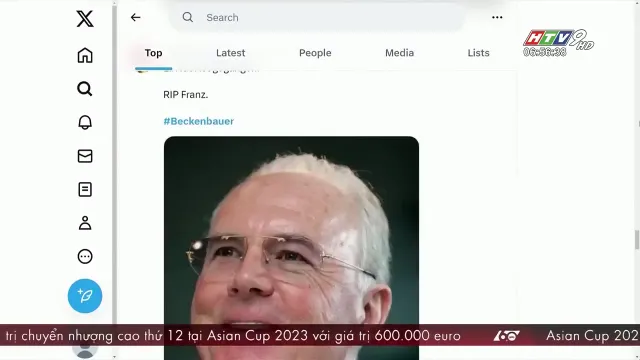 Search
HTV9 HD
06:56:38
Top
Latest
People
Media
Lists
RIP Franz.
#Beckenbauer
trị chuyển nhượng cao thứ 12 tại Asian Cup 2023 với giá trị 600.000 euro
60
Asian Cup 202